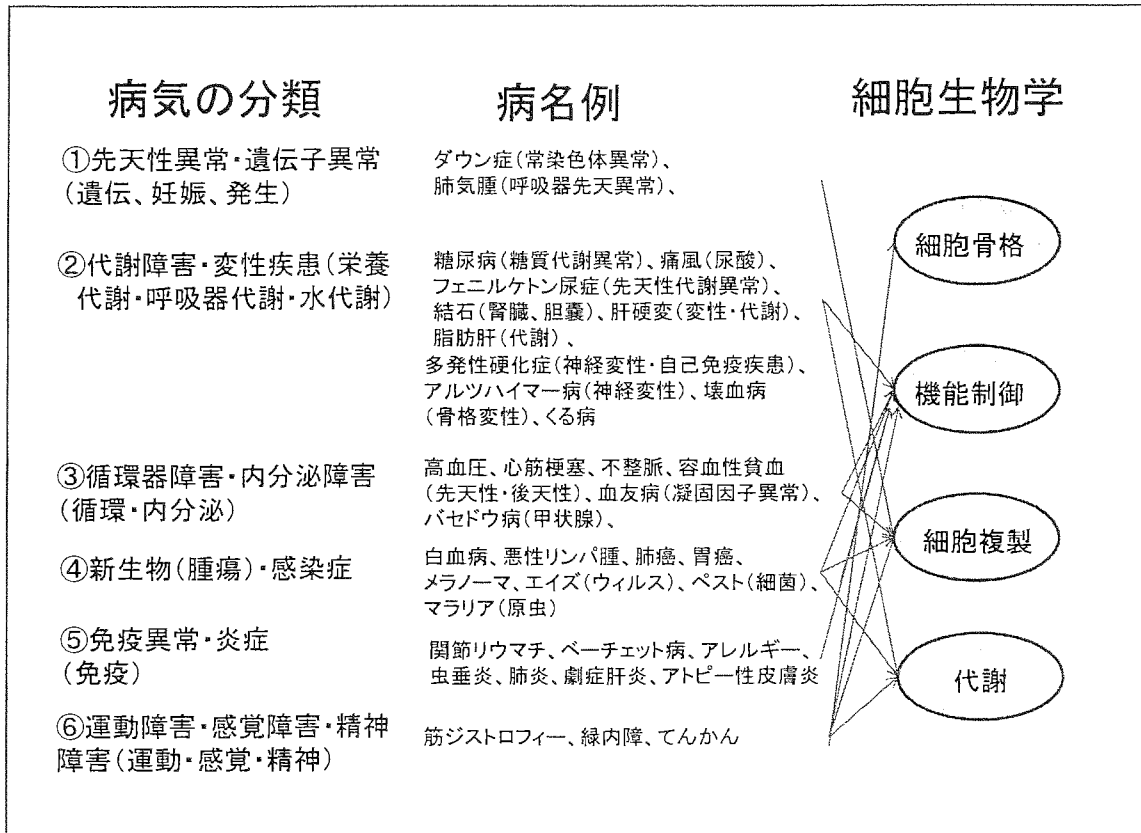 病気の分類
病名例
細胞生物学
①先天性異常・遺伝子異常
(遺伝、妊娠、発生)
ダウン症(常染色体異常)、
肺気腫(呼吸器先天異常)、
②代謝障害・変性疾患(栄養
代謝・呼吸器代謝・水代謝)
糖尿病(糖質代謝異常)、痛風(尿酸)、
フェニルケトン尿症(先天性代謝異常)、
結石(腎臓、胆嚢)、肝硬変(変性・代謝)、
脂肪肝(代謝)、
多発性硬化症(神経変性・自己免疫疾患)、
アルツハイマー病(神経変性)、壊血病
(骨格変性)、くる病
③循環器障害・内分泌障害
(循環・内分泌)
高血圧、心筋梗塞、不整脈、容血性貧血
(先天性・後天性)、血友病(凝固因子異常)、
バセドウ病(甲状腺)、
④新生物(腫瘍)・感染症
白血病、悪性リンパ腫、肺癌、胃癌、
メラノーマ、エイズ(ウィルス)、ペスト(細菌)、
マラリア(原虫)
⑤免疫異常・炎症
(免疫)
関節リウマチ、ベーチェット病、アレルギー、
虫垂炎、肺炎、劇症肝炎、アトピー性皮膚炎
⑥運動障害・感覚障害・精神
障害(運動・感覚・精神)
筋ジストロフィー、緑内障、てんかん
細胞骨格
機能制御
細胞複製
代謝